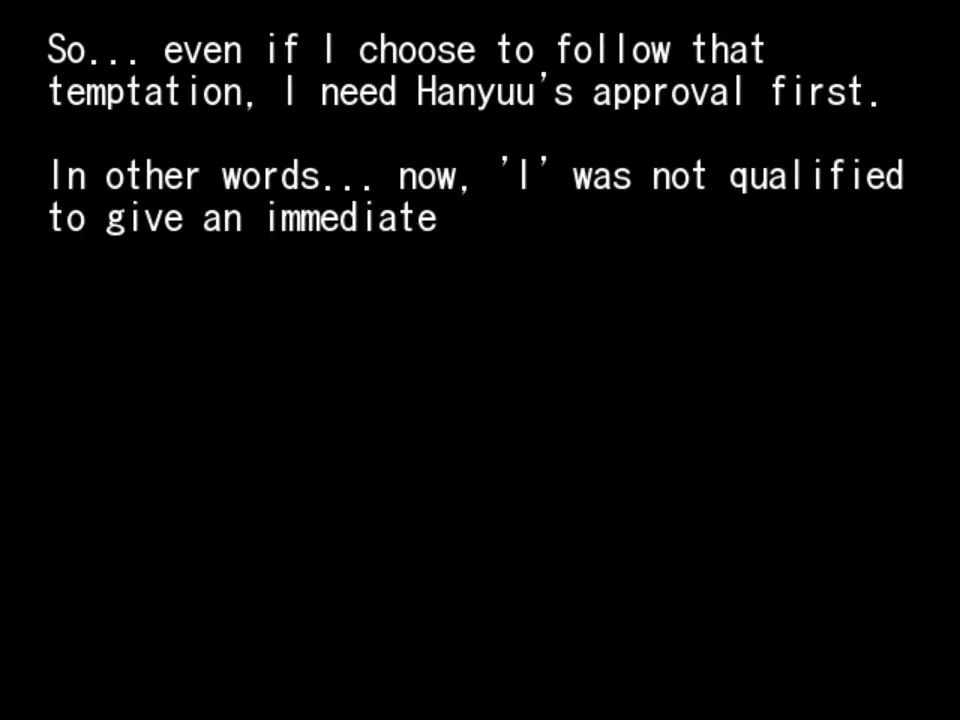 So... even if I choose to follow that
temptation, I need Hanyuu's approval first.
In other words... now, 'I' was not qualified
to give an immediate